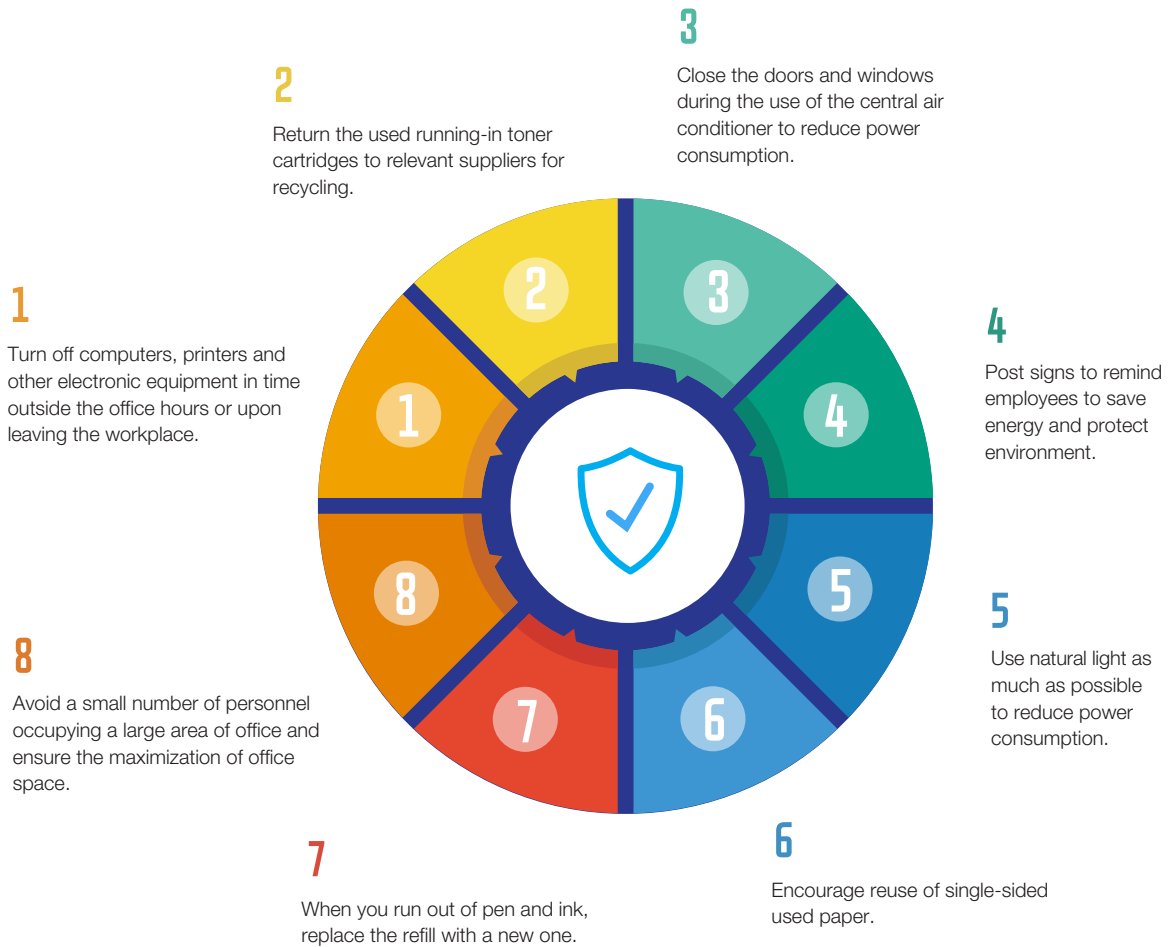 1
Turn off computers, printers and
other electronic equipment in time
outside the office hours or upon
leaving the workplace.
2
Return the used running-in toner
cartridges to relevant suppliers for
recycling.
3
Close the doors and windows
during the use of the central air
conditioner to reduce power
consumption.
4
Post signs to remind
employees to save
energy and protect
environment.
5
Use natural light as
much as possible
to reduce power
consumption.
6
Encourage reuse of single-sided
used paper.
7
When you run out of pen and ink,
replace the refill with a new one.
8
Avoid a small number of personnel
occupying a large area of office and
ensure the maximization of office
space.
1
2
3
4
5
6
7
8